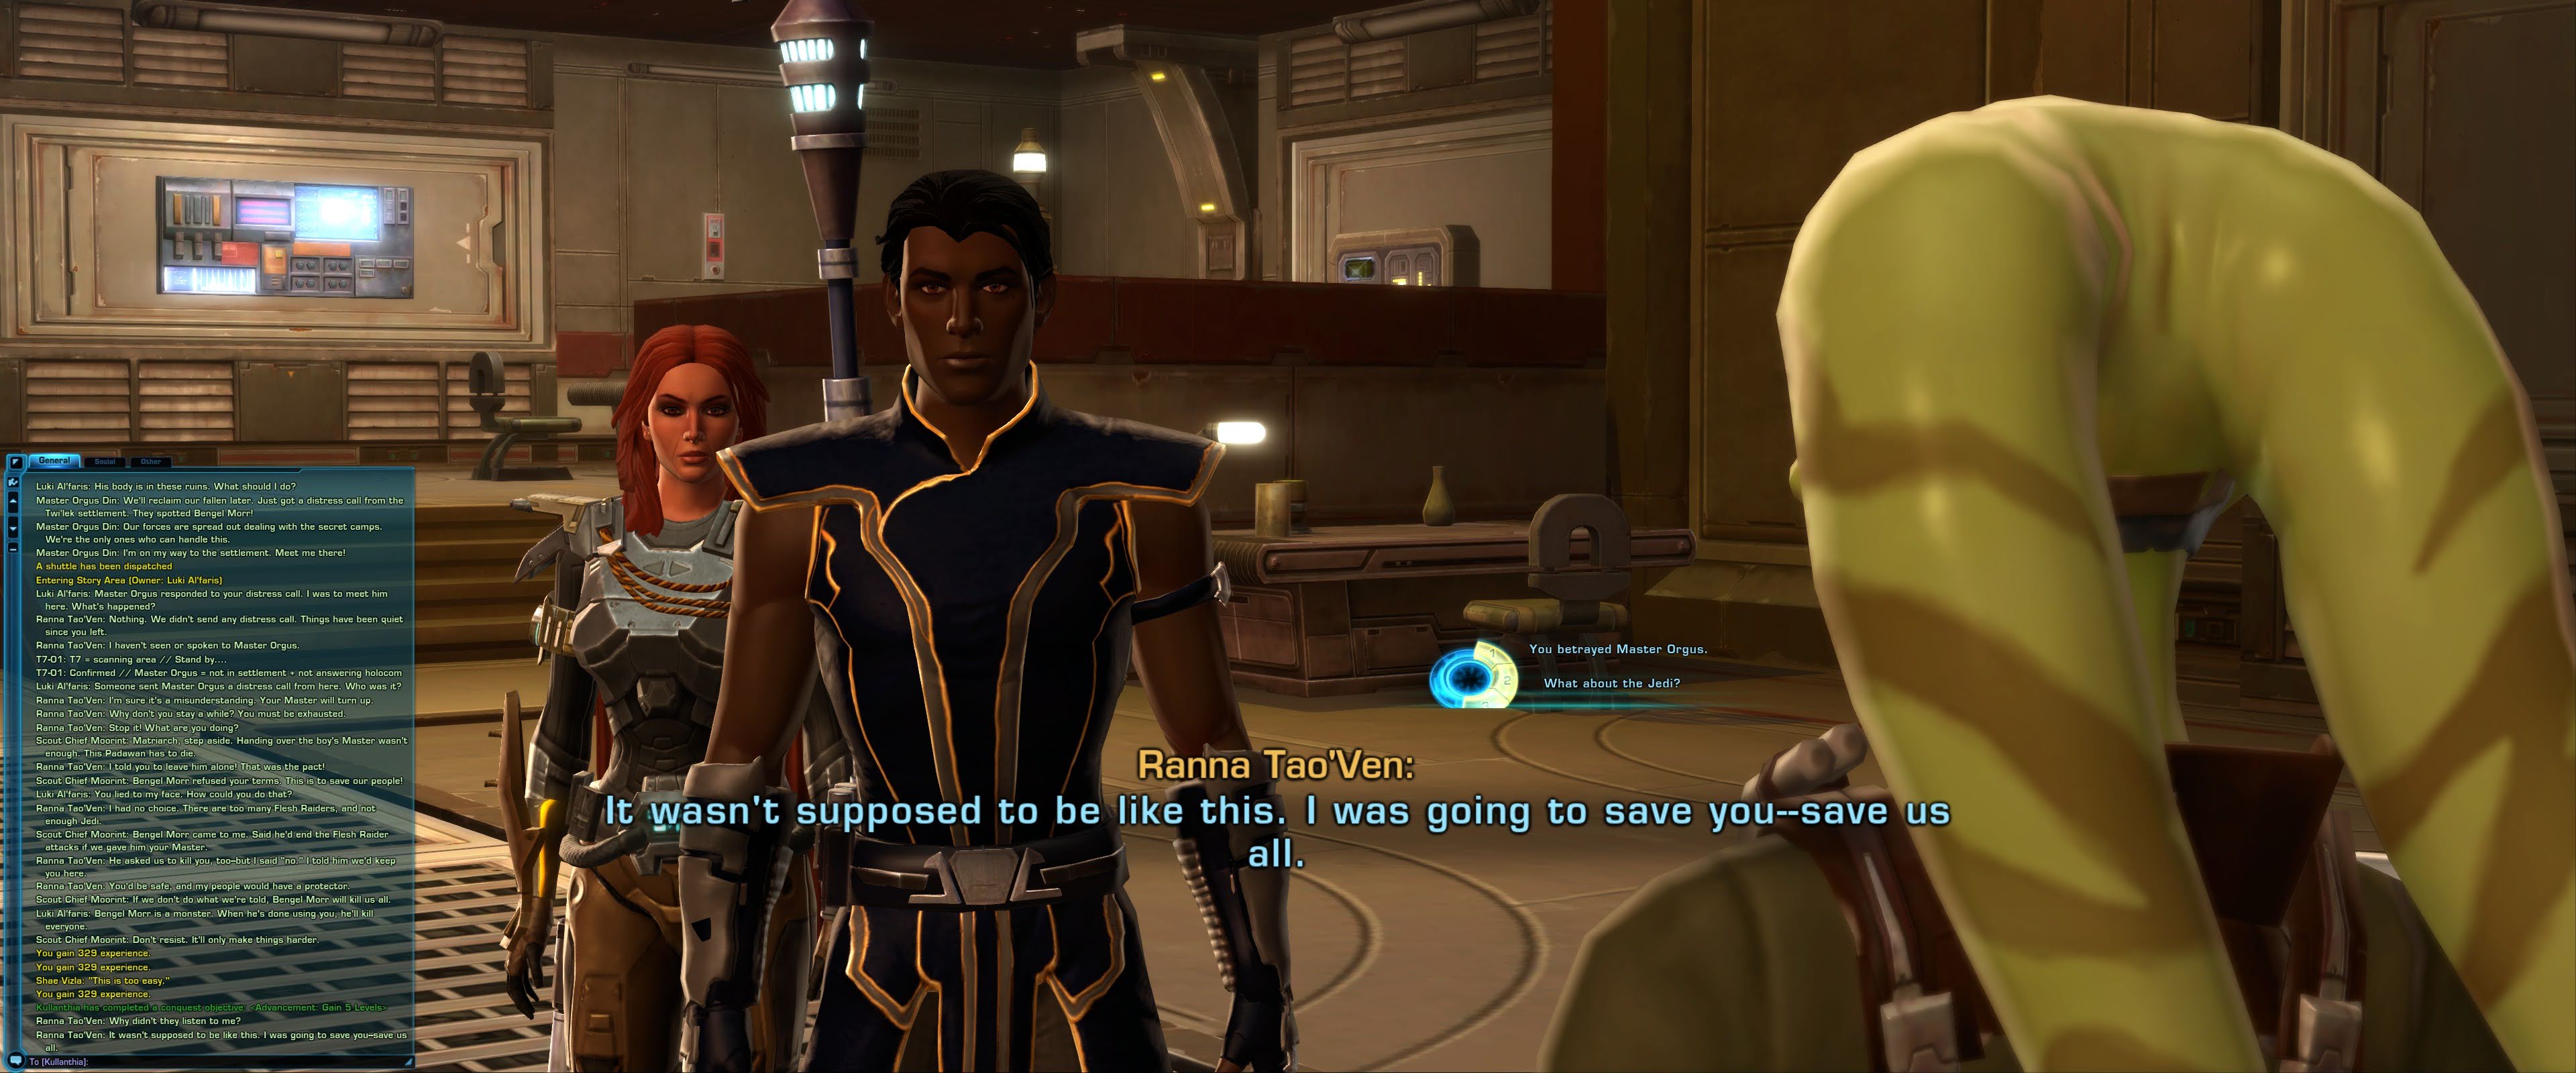 General Social Other
Luki Al'faris: His body is in these ruins. What should I do?
Master Orgus Din: We'll reclaim our fallen later. Just got a distress call from the
Twi'lek settlement. They spotted Bengel Morr!
Master Orgus Din: Our forces are spread out dealing with the secret camps.
We're the only ones who can handle this.
Master Orgus Din: I'm on my way to the settlement. Meet me there!
A shuttle has been dispatched
Entering Story Area (Owner: Luki Al'faris)
Luki Al'faris: Master Orgus responded to your distress call. I was to meet him
here. What's happened?
Ranna Tao'Ven: Nothing. We didn't send any distress call. Things have been quiet
since you left.
Ranna Tao'Ven: I haven't seen or spoken to Master Orgus.
T7-01: T7 = scanning area // Stand by....
T7-01: Confirmed // Master Orgus = not in settlement + not answering holocom
Luki Al'faris: Someone sent Master Orgus a distress call from here. Who was it?
Ranna Tao'Ven: I'm sure it's a misunderstanding. Your Master will turn up.
Ranna Tao'Ven: Why don't you stay a while? You must be exhausted.
Ranna Tao'Ven: Stop it! What are you doing?
Scout Chief Moorint: Matriarch, step aside. Handing over the boy's Master wasn't
enough. This Padawan has to die.
Ranna Tao'Ven: I told you to leave him alone! That was the pact!
Scout Chief Moorint: Bengel Morr refused your terms. This is to save our people!
Luki Al'faris: You lied to my face. How could you do that?
Ranna Tao'Ven: I had no choice. There are too many Flesh Raiders, and not
enough Jedi.
Scout Chief Moorint: Bengel Morr came to me. Said he'd end the Flesh Raider
attacks if we gave him your Master.
Ranna Tao'Ven: He asked us to kill you, too--but I said "no." I told him we'd keep
you here.
Ranna Tao'Ven: You'd be safe, and my people would have a protector.
Scout Chief Moorint: If we don't do what we're told, Bengel Morr will kill us all.
Luki Al'faris: Bengel Morr is a monster. When he's done using you, he'll kill
everyone.
Scout Chief Moorint: Don't resist. It'll only make things harder.
You gain 329 experience.
You gain 329 experience.
Shae Vizla: "This is too easy."
You gain 329 experience.
Kullanthia has completed a conquest objective: <Advancement: Gain 5 Levels>
Ranna Tao'Ven: Why didn't they listen to me?
Ranna Tao'Ven: It wasn't supposed to be like this. I was going to save you--save us
all.
To [Kullanthia]:
1 You betrayed Master Orgus.
2 What about the Jedi?
3
Ranna Tao'Ven:
It wasn't supposed to be like this. I was going to save you--save us
all.